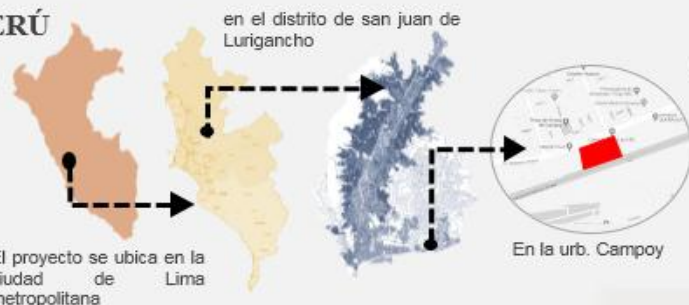 ERÚ
en el distrito de san juan de
Lurigancho
El proyecto se ubica en la
ciudad de Lima
metropolitana
En la urb. Campoy